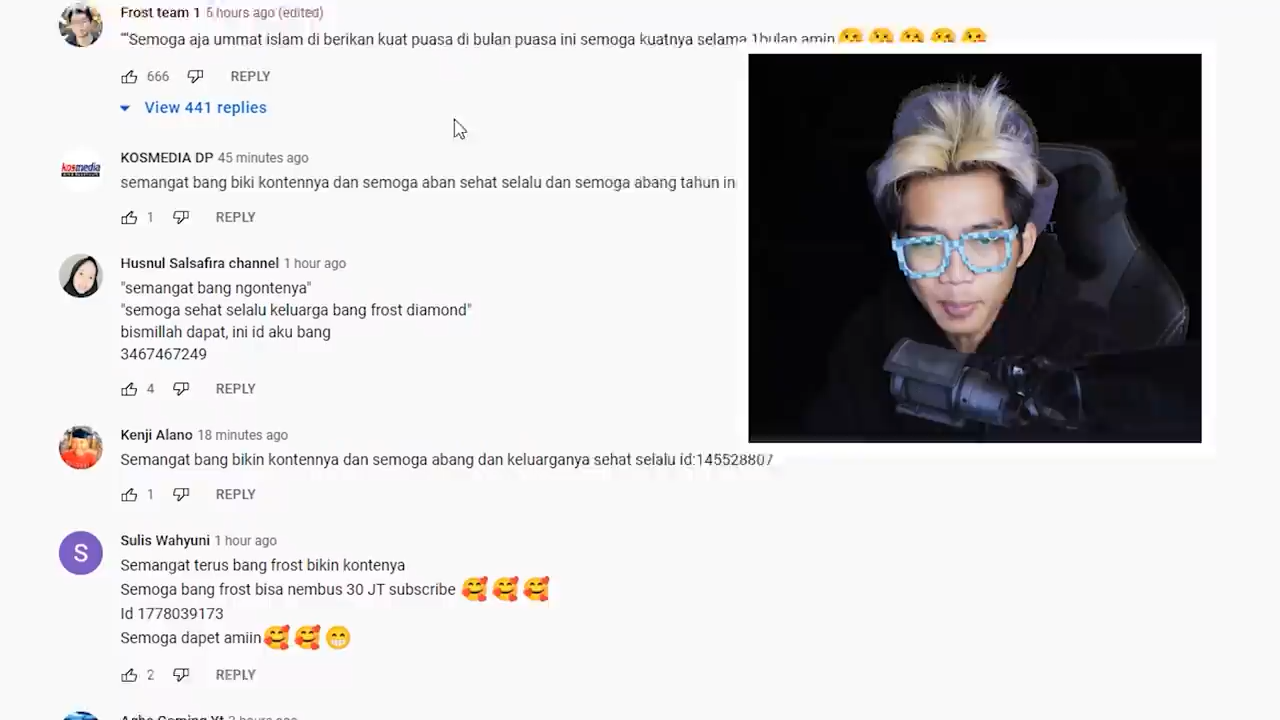 Frost team 1 5 hours ago (edited)
"“Semoga aja ummat islam di berikan kuat puasa di bulan puasa ini semoga kuatnya selama 1bulan amin😘😘😘😘😘
666 REPLY
View 441 replies
kosmedia
KOSMEDIA DP 45 minutes ago
semangat bang biki kontennya dan semoga aban sehat selalu dan semoga abang tahun in
1 REPLY
Husnul Salsafira channel 1 hour ago
"semangat bang ngontenya"
"semoga sehat selalu keluarga bang frost diamond"
bismillah dapat, ini id aku bang
3467467249
4 REPLY
Kenji Alano 18 minutes ago
Semangat bang bikin kontennya dan semoga abang dan keluarganya sehat selalu id:145528807
1 REPLY
S
Sulis Wahyuni 1 hour ago
Semangat terus bang frost bikin kontenya
Semoga bang frost bisa nembus 30 JT subscribe 🥰🥰🥰
Id 1778039173
Semoga dapet amiin🥰🥰😁
2 REPLY